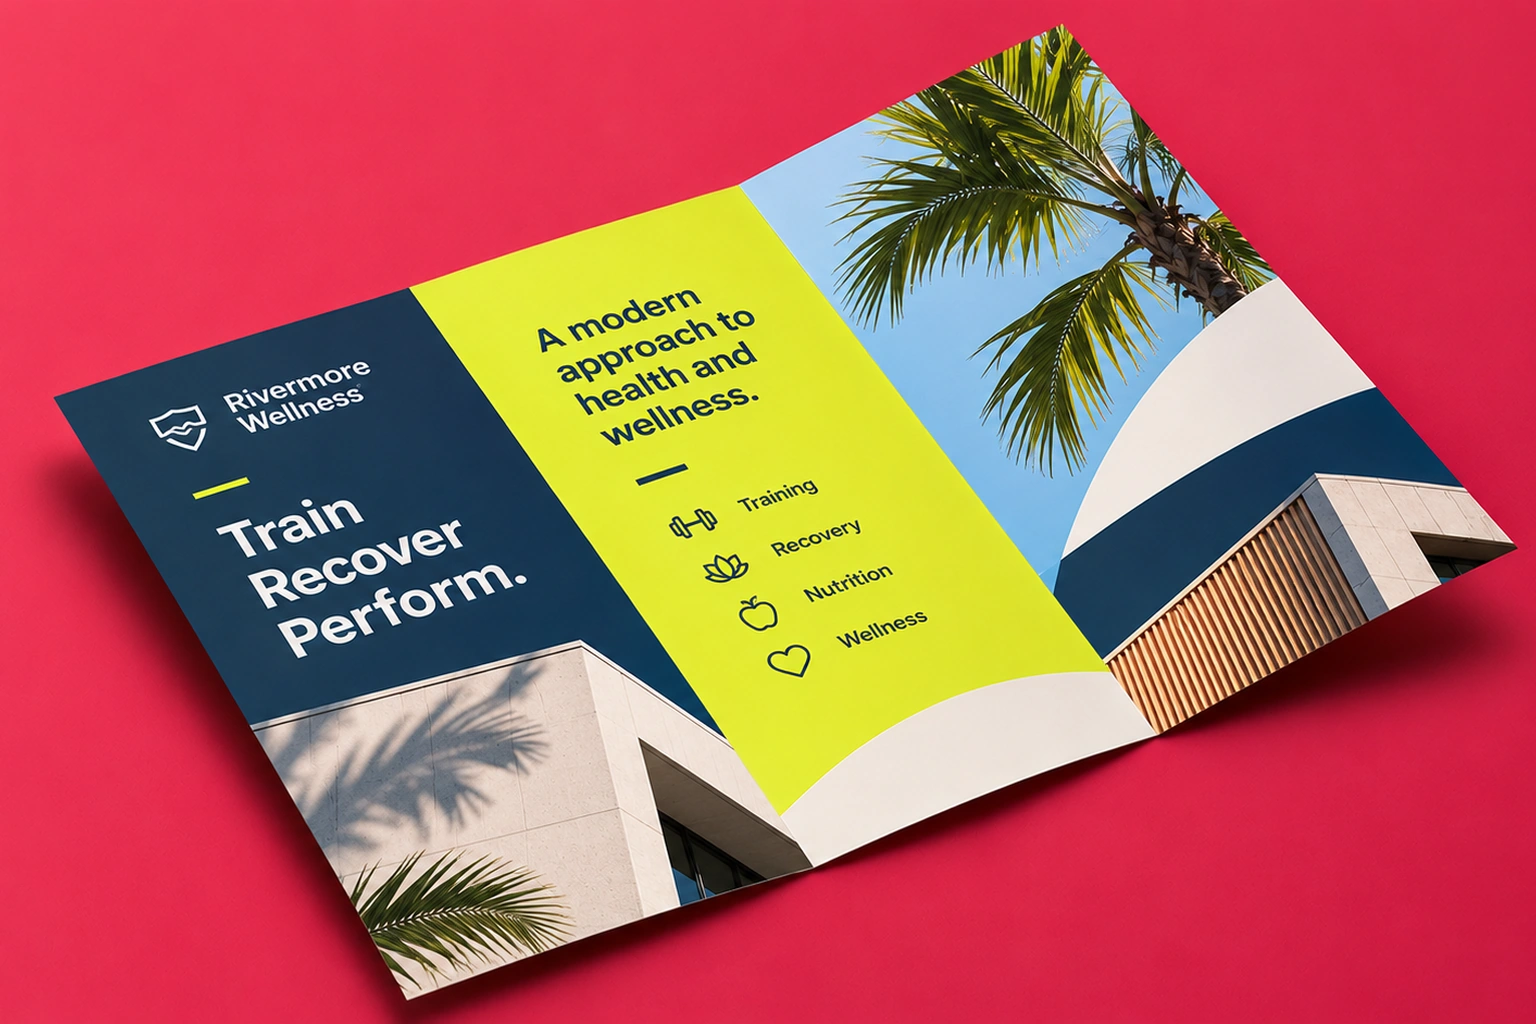 Rivermore
Wellness
Train
Recover
Perform.
A modern
approach to
health and
wellness.
Training
Recovery
Nutrition
Wellness